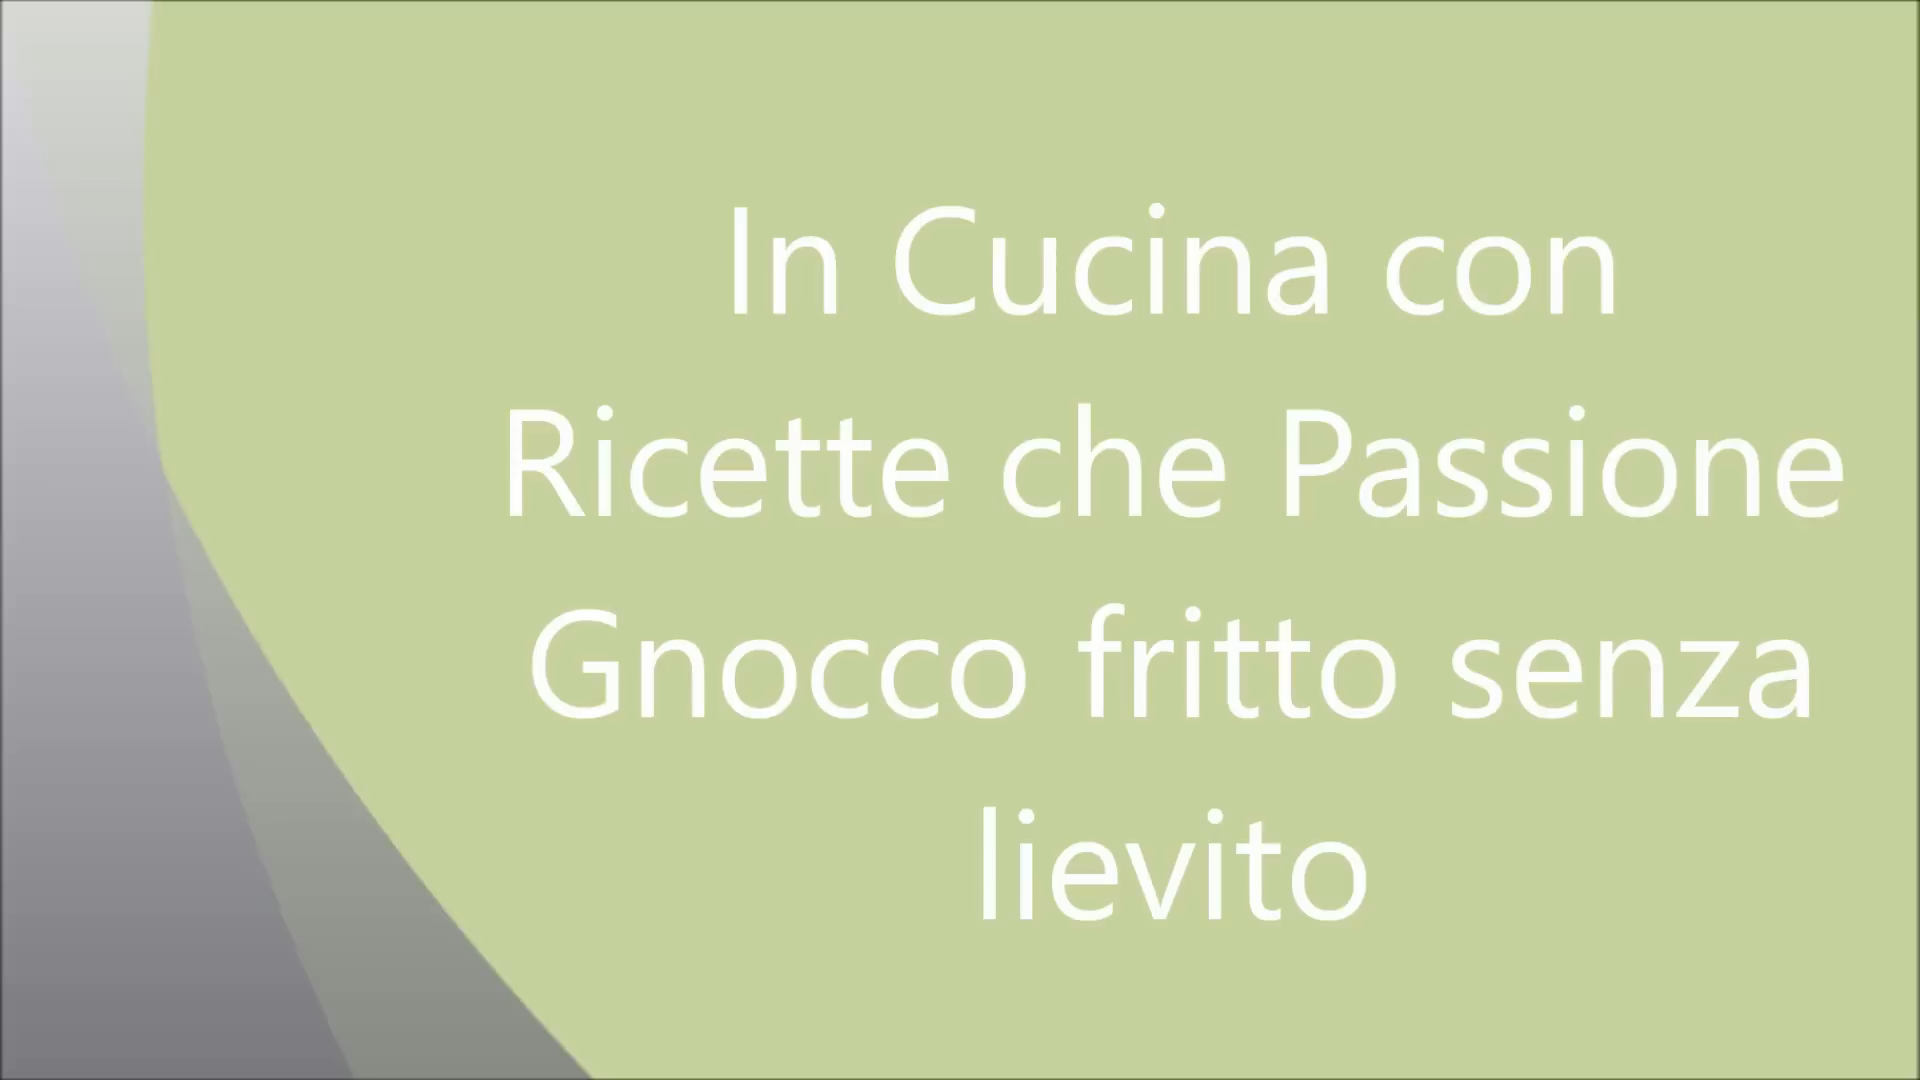 In Cucina con
Ricette che Passione
Gnocco fritto senza
lievito